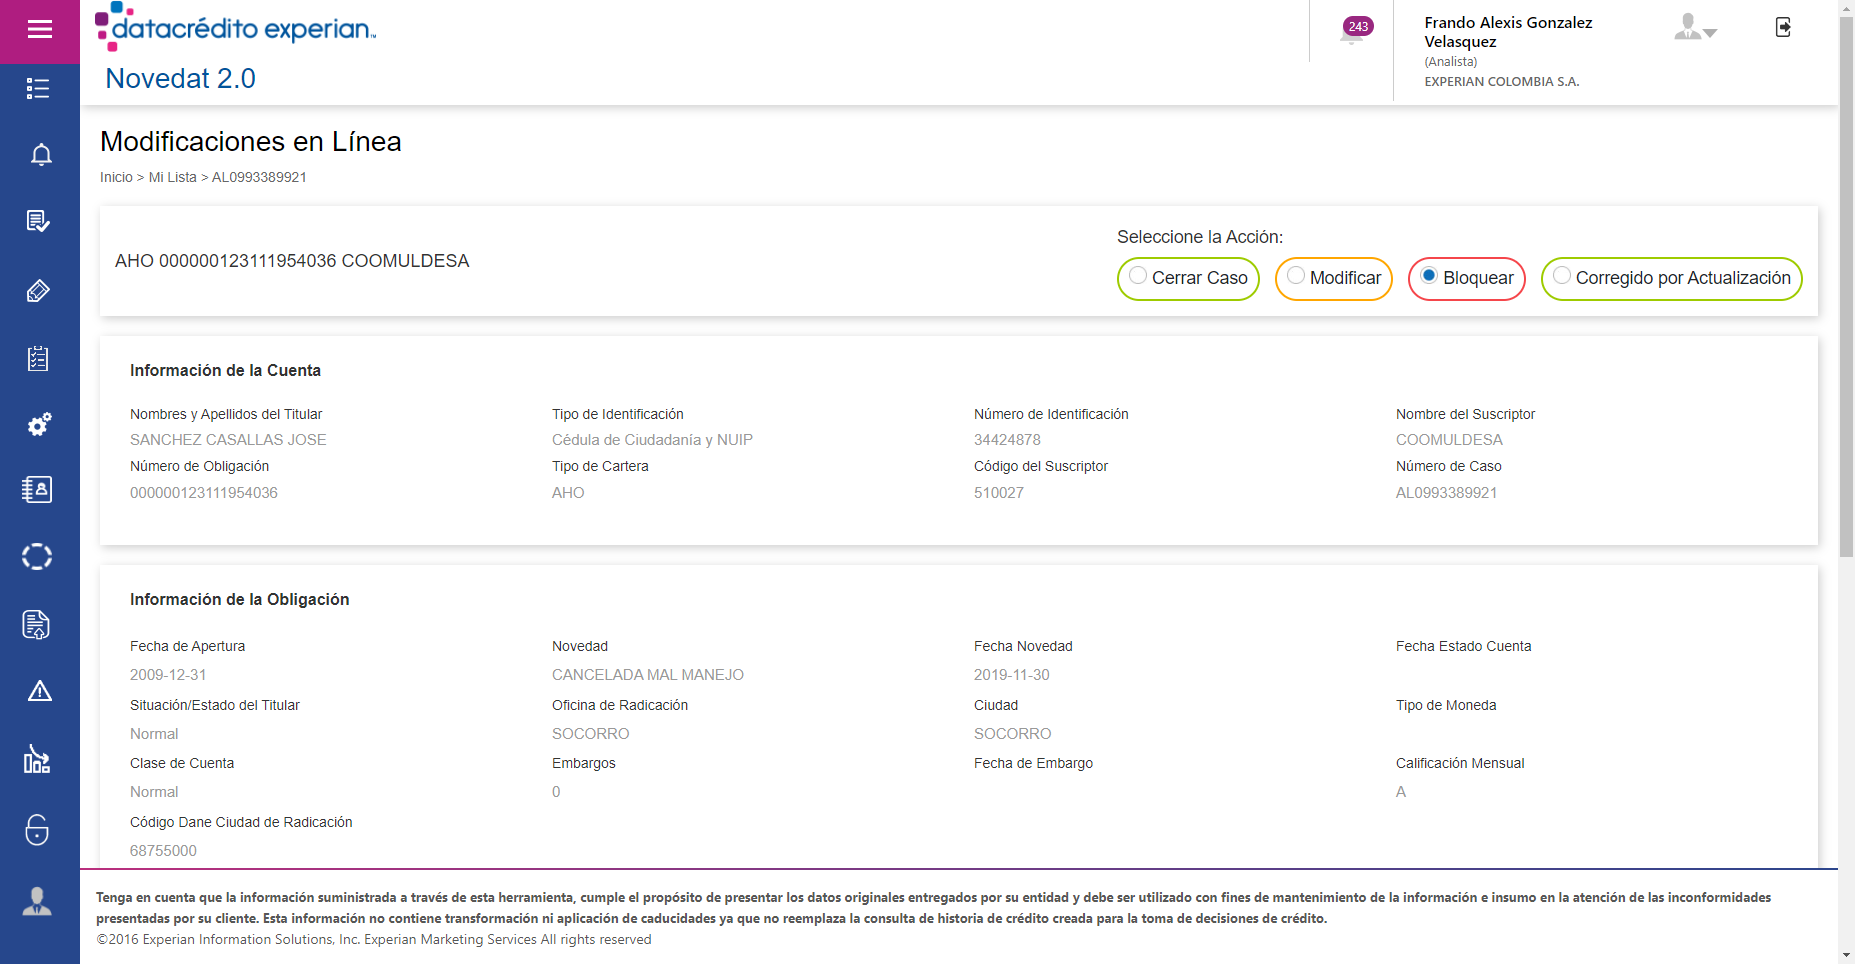 datacrédito experian™
Novedat 2.0
243
Frando Alexis Gonzalez
Velasquez
(Analista)
EXPERIAN COLOMBIA S.A.
Modificaciones en Línea
Inicio > Mi Lista > AL0993389921
AHO 000000123111954036 COOMULDESA
Seleccione la Acción:
Cerrar Caso Modificar Bloquear Corregido por Actualización
Información de la Cuenta
Nombres y Apellidos del Titular Tipo de Identificación Número de Identificación Nombre del Suscriptor
SANCHEZ CASALLAS JOSE Cédula de Ciudadanía y NUIP 34424878 COOMULDESA
Número de Obligación Tipo de Cartera Código del Suscriptor Número de Caso
000000123111954036 AHO 510027 AL0993389921
Información de la Obligación
Fecha de Apertura Novedad Fecha Novedad Fecha Estado Cuenta
2009-12-31 CANCELADA MAL MANEJO 2019-11-30
Situación/Estado del Titular Oficina de Radicación Ciudad Tipo de Moneda
Normal SOCORRO SOCORRO
Clase de Cuenta Embargos Fecha de Embargo Calificación Mensual
Normal 0 A
Código Dane Ciudad de Radicación
68755000
Tenga en cuenta que la información suministrada a través de esta herramienta, cumple el propósito de presentar los datos originales entregados por su entidad y debe ser utilizado con fines de mantenimiento de la información e insumo en la atención de las inconformidades
presentadas por su cliente. Esta información no contiene transformación ni aplicación de caducidades ya que no reemplaza la consulta de historia de crédito creada para la toma de decisiones de crédito.
©2016 Experian Information Solutions, Inc. Experian Marketing Services All rights reserved